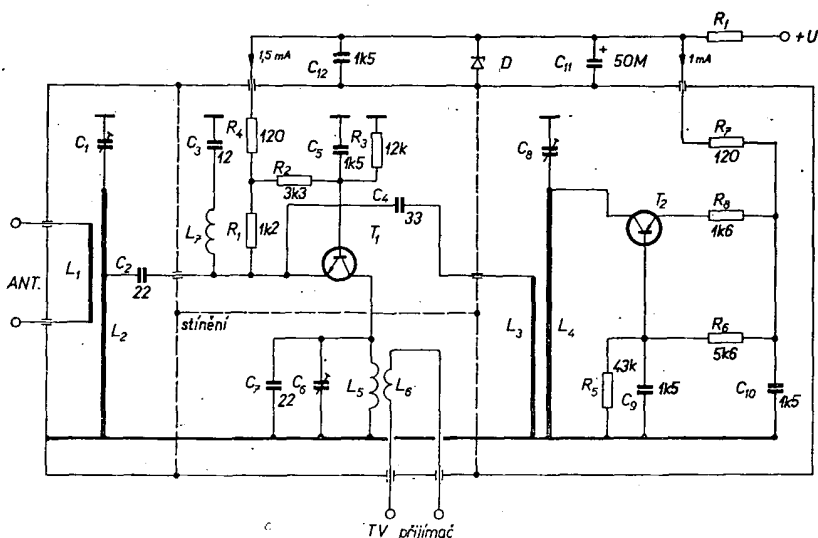 R1
+U
1,5 mA
C12
1k5
D
C11
+
50M
1 mA
C1
C3
12
R4
120
C5
1k5
R3
12k
C8
R7
120
R2
3k3
C4
33
T2
R8
1k6
L7
R1
1k2
T1
L1
C2
22
ANT.
L2
stínění
L3
L4
R6
5k6
C7
22
C6
L5
L6
R5
43k
C9
1k5
C10
1k5
TV přijímač